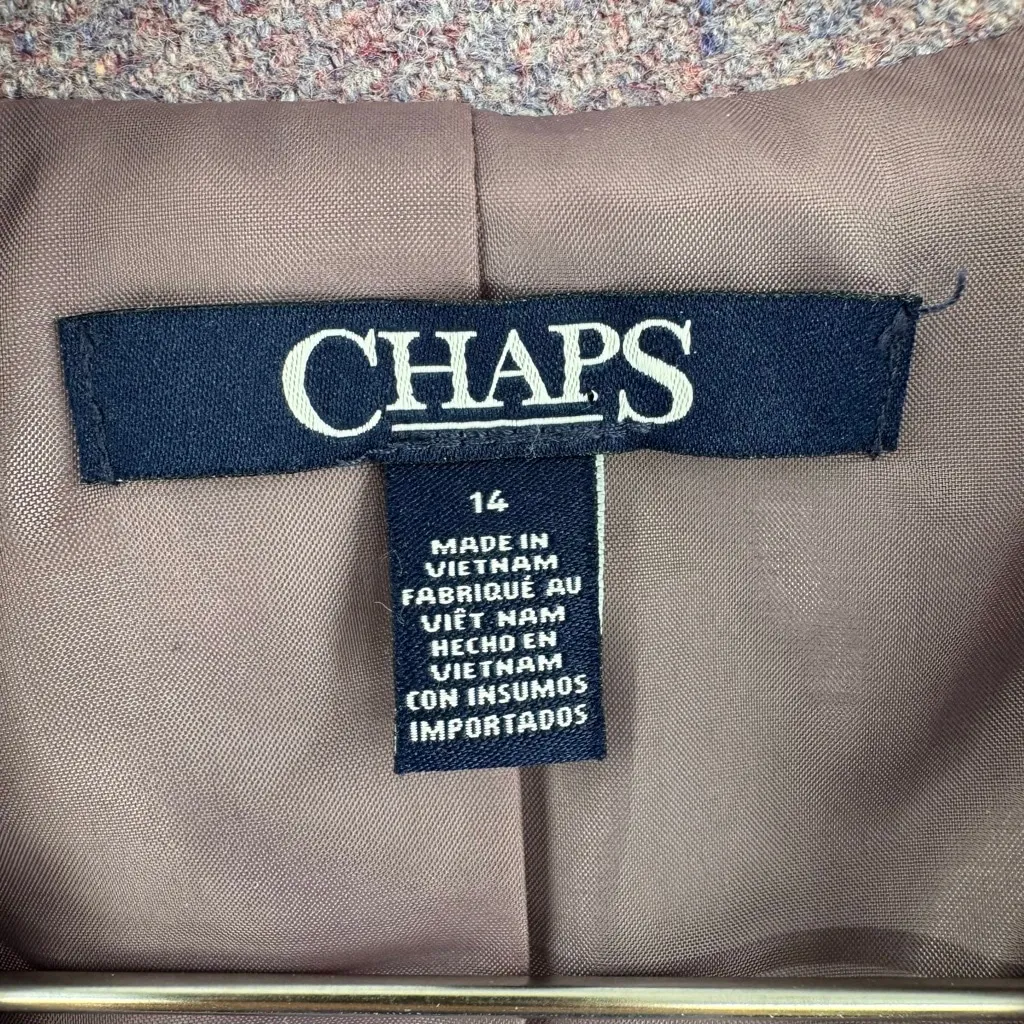 CHAPS
14
MADE IN
VIETNAM
FABRIQUÉ AU
VIÊT NAM
HECHO EN
VIETNAM
CON INSUMOS
IMPORTADOS